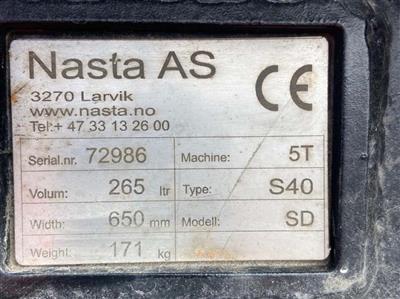 Nasta AS
3270 Larvik
www.nasta.no
Tel:+ 47 33 13 26 00
CE
Serial.nr. 72986 Machine: 5T
Volum: 265 ltr Type: S40
Width: 650 mm Modell: SD
Weight: 171 kg